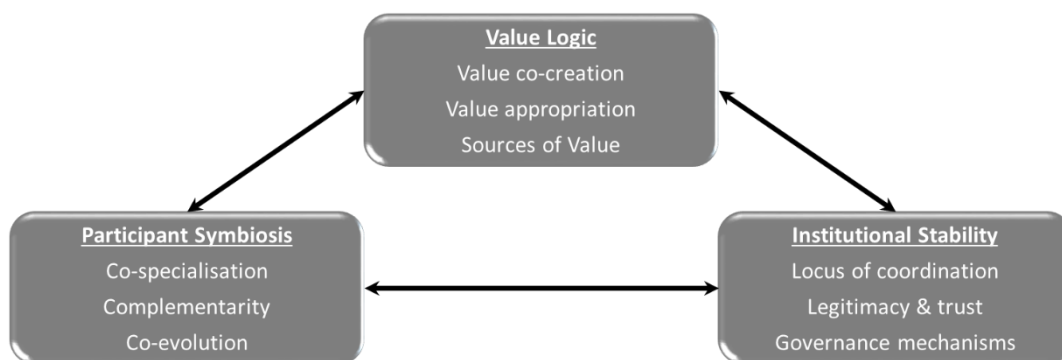 Value Logic
Value co-creation
Value appropriation
Sources of Value
Participant Symbiosis
Co-specialisation
Complementarity
Co-evolution
Institutional Stability
Locus of coordination
Legitimacy & trust
Governance mechanisms